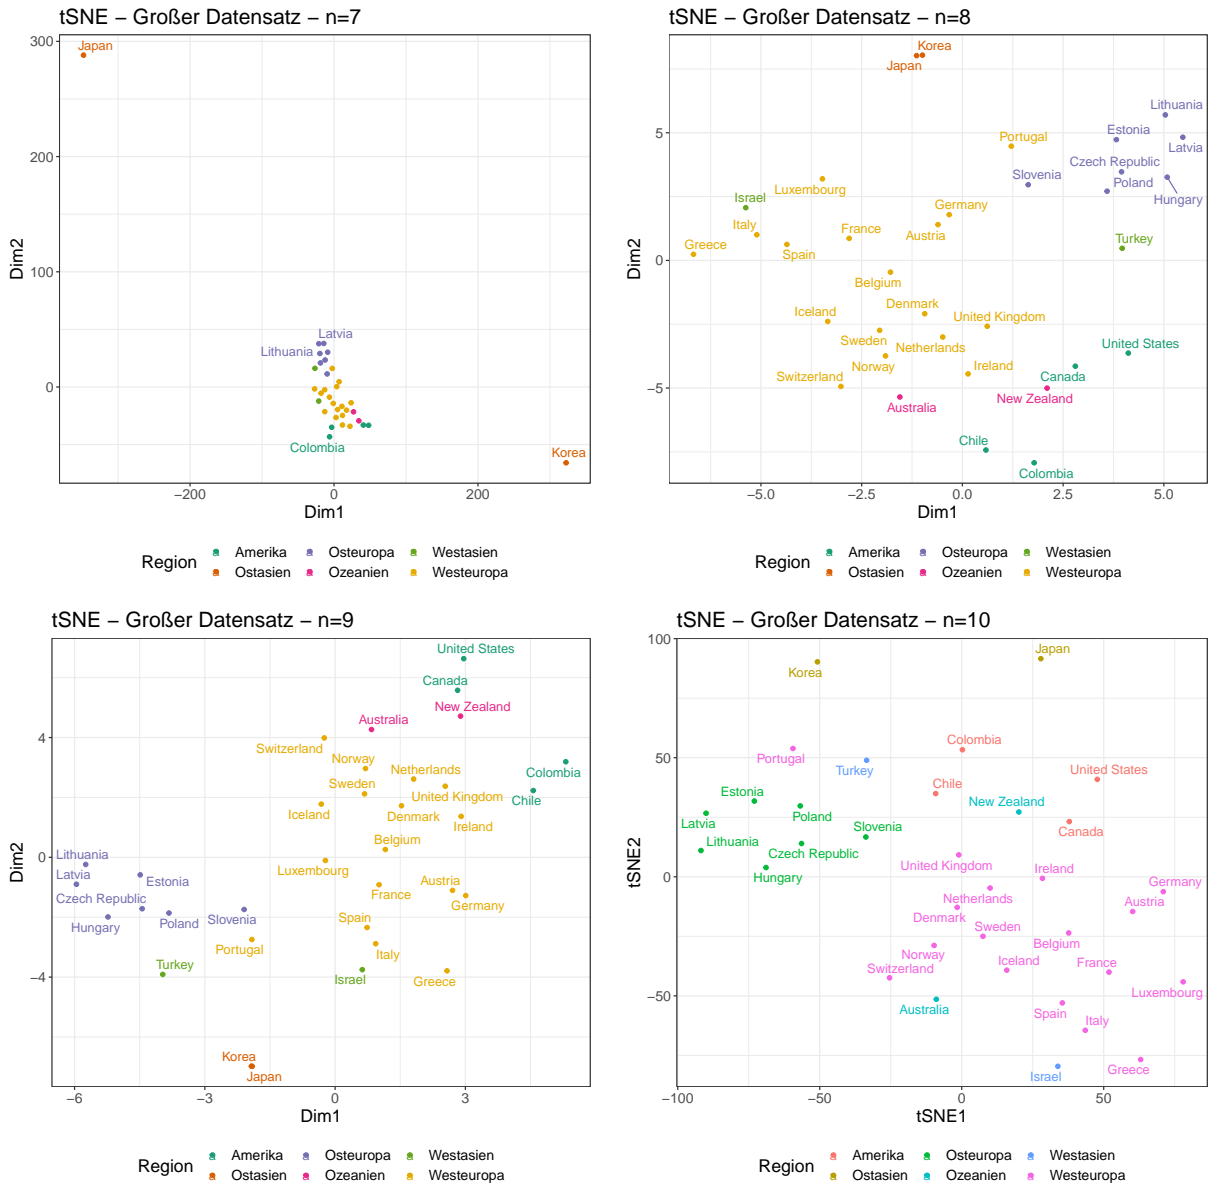 tSNE – Großer Datensatz – n=7
300
200
100
0
Dim2
Japan
Latvia
Lithuania
Colombia
Korea
−200
0
200
Dim1
Region
Amerika
Osteuropa
Westasien
Ostasien
Ozeanien
Westeuropa
tSNE – Großer Datensatz – n=8
5
0
−5
Dim2
Korea
Japan
Lithuania
Estonia
Latvia
Portugal
Czech Republic
Slovenia
Poland
Hungary
Luxembourg
Israel
Germany
Italy
France
Austria
Turkey
Greece
Spain
Belgium
Denmark
Iceland
United Kingdom
Sweden
Netherlands
United States
Norway
Ireland
Switzerland
Canada
New Zealand
Australia
Chile
Colombia
−5.0
−2.5
0.0
2.5
5.0
Dim1
Region
Amerika
Osteuropa
Westasien
Ostasien
Ozeanien
Westeuropa
tSNE – Großer Datensatz – n=9
4
0
−4
Dim2
United States
Canada
New Zealand
Australia
Switzerland
Norway
Netherlands
Colombia
Sweden
United Kingdom
Chile
Iceland
Denmark
Ireland
Belgium
Lithuania
Luxembourg
Latvia
Estonia
Austria
Czech Republic
France
Germany
Hungary
Poland
Slovenia
Spain
Portugal
Italy
Turkey
Israel
Greece
Korea
Japan
−6
−3
0
3
Dim1
Region
Amerika
Osteuropa
Westasien
Ostasien
Ozeanien
Westeuropa
tSNE – Großer Datensatz – n=10
100
50
0
−50
tSNE2
Japan
Korea
Colombia
Portugal
Turkey
United States
Chile
Estonia
New Zealand
Poland
Latvia
Slovenia
Canada
Lithuania
Czech Republic
United Kingdom
Ireland
Hungary
Germany
Netherlands
Austria
Denmark
Sweden
Belgium
Norway
Iceland
France
Switzerland
Luxembourg
Australia
Spain
Italy
Israel
Greece
−100
−50
0
50
tSNE1
Region
Amerika
Osteuropa
Westasien
Ostasien
Ozeanien
Westeuropa